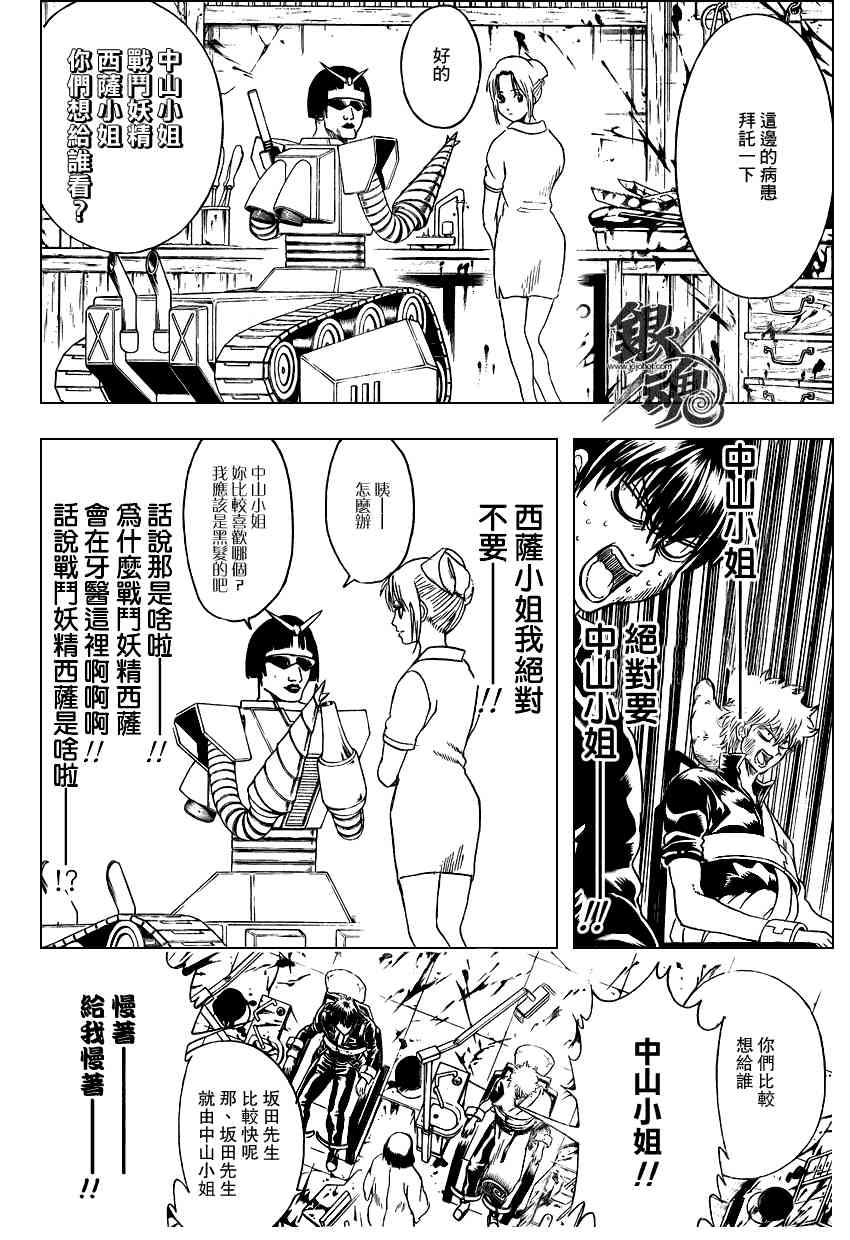 這邊的病患
拜託一下
好的
中山小姐
戰鬥妖精
西薩小姐
你們想給誰看？
銀魂
www.jojohot.com
中山小姐
絕對要
中山小姐——!!!
西薩小姐我絕對
不要——!!
咦——
怎麼辦
中山小姐
妳比較喜歡哪個？
我應該是黑髮的吧
話說那是啥啦——!!
為什麼戰鬥妖精西薩
會在牙醫這裡啊啊啊!!
話說戰鬥妖精西薩是啥啦——!?
你們比較
想給誰
中山小姐!!
坂田先生
比較快呢
那、坂田先生
就由中山小姐
慢著——
給我慢著——!!